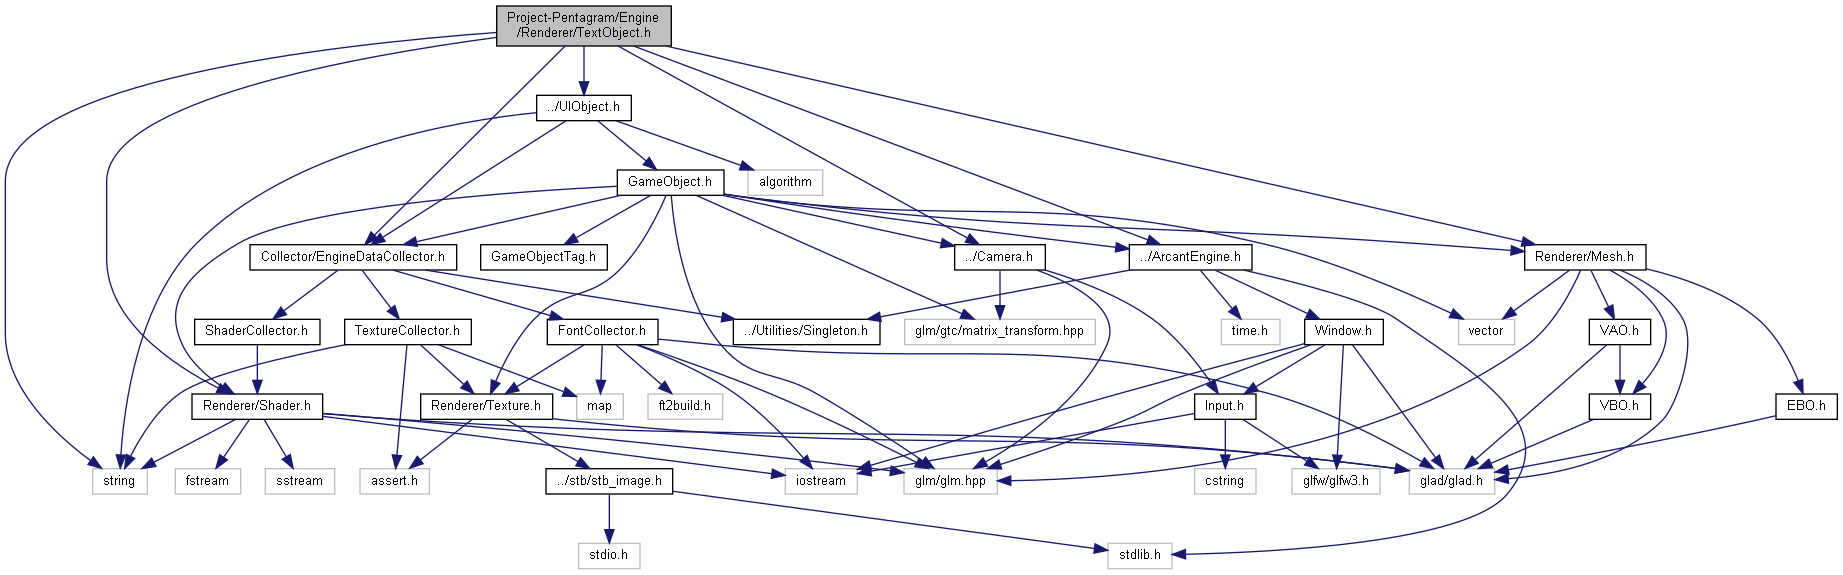 Project-Pentagram/Engine
/Renderer/TextObject.h
../UIObject.h
GameObject.h
algorithm
Collector/EngineDataCollector.h
GameObjectTag.h
../Camera.h
../ArcantEngine.h
Renderer/Mesh.h
ShaderCollector.h
TextureCollector.h
FontCollector.h
../Utilities/Singleton.h
glm/gtc/matrix_transform.hpp
time.h
Window.h
vector
VAO.h
Renderer/Shader.h
Renderer/Texture.h
map
ft2build.h
Input.h
VBO.h
EBO.h
string
fstream
sstream
assert.h
../stb/stb_image.h
iostream
glm/glm.hpp
cstring
glfw/glfw3.h
glad/glad.h
stdio.h
stdlib.h